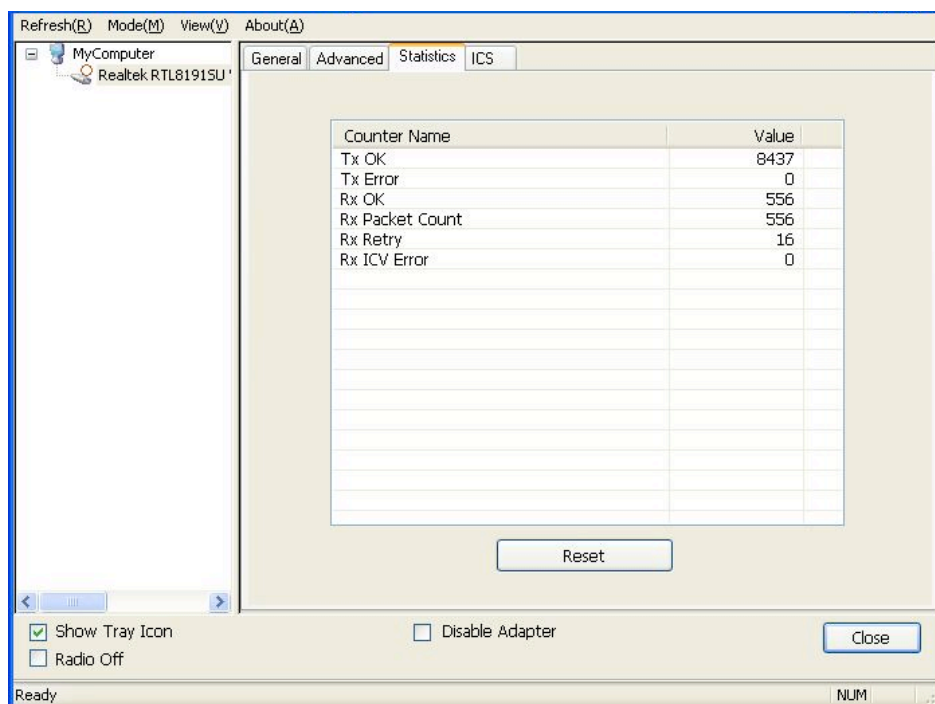 Refresh(R) Mode(M) View(V) About(A)
MyComputer
Realtek RTL8191SU '
General Advanced Statistics ICS
Counter Name Value
Tx OK 8437
Tx Error 0
Rx OK 556
Rx Packet Count 556
Rx Retry 16
Rx ICV Error 0
Reset
Show Tray Icon
Disable Adapter
Close
Radio Off
Ready NUM